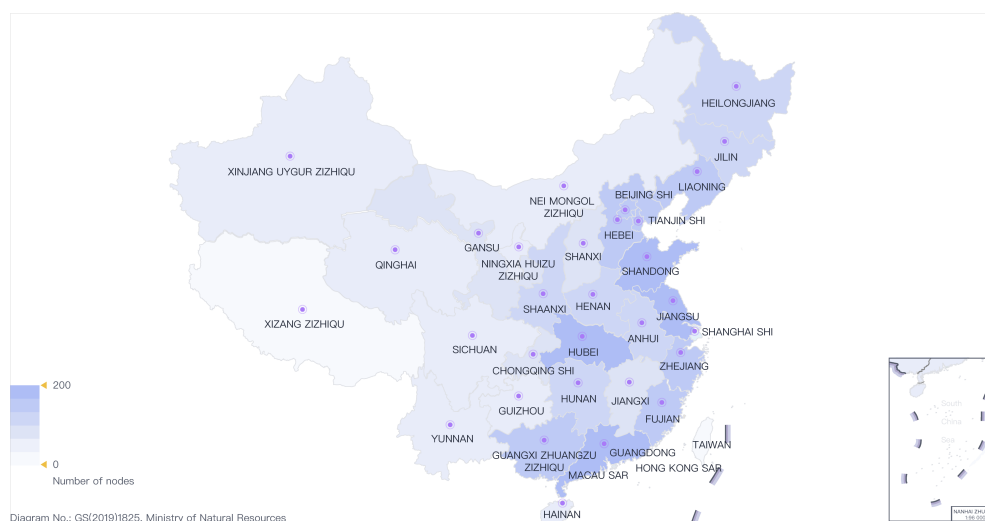 HEILONGJIANG
JILIN
XINJIANG UYGUR ZIZHIQU
LIAONING
BEIJING SHI
NEI MONGOL
ZIZHIQU
TIANJIN SHI
HEBEI
GANSU
SHANXI
NINGXIA HUIZU
ZIZHIQU
QINGHAI
SHANDONG
SHAANXI
HENAN
JIANGSU
XIZANG ZIZHIQU
SHANGHAI SHI
ANHUI
SICHUAN
HUBEI
ZHEJIANG
CHONGQING SHI
200
HUNAN
JIANGXI
South
GUIZHOU
China
FUJIAN
YUNNAN
Sea
TAIWAN
GUANGXI ZHUANGZU
ZIZHIQU
GUANGDONG
0
HONG KONG SAR
MACAU SAR
Number of nodes
HAINAN
Diagram No.: GS(2019)1825, Ministry of Natural Resources